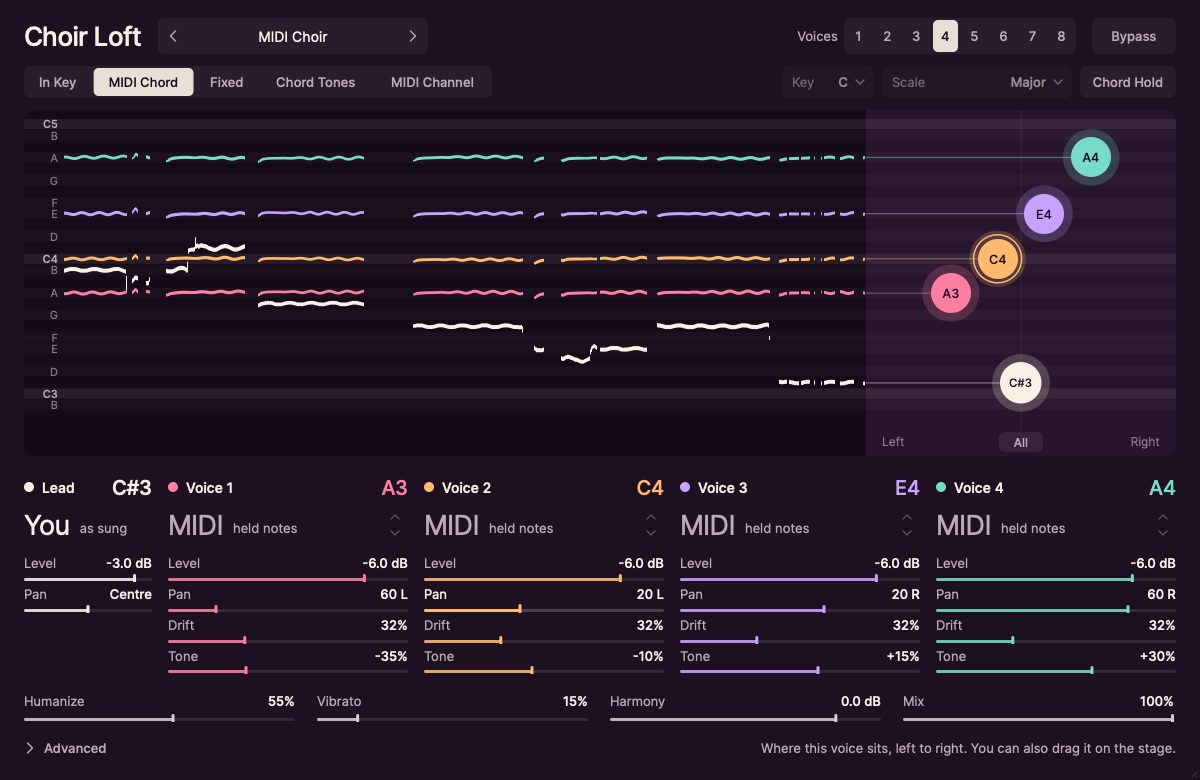 Choir Loft
MIDI Choir
Voices 1 2 3 4 5 6 7 8
Bypass
In Key MIDI Chord Fixed Chord Tones MIDI Channel
Key C Scale Major Chord Hold
C5
B
A
G
F
E
D
C4
B
A
G
F
E
D
C3
B
A4
E4
C4
A3
C#3
Left All Right
Lead C#3 Voice 1 A3 Voice 2 C4 Voice 3 E4 Voice 4 A4
You as sung MIDI held notes MIDI held notes MIDI held notes MIDI held notes
Level -3.0 dB Level -6.0 dB Level -6.0 dB Level -6.0 dB Level -6.0 dB
Pan Centre Pan 60 L Pan 20 L Pan 20 R Pan 60 R
Drift 32% Drift 32% Drift 32% Drift 32%
Tone -35% Tone -10% Tone +15% Tone +30%
Humanize 55% Vibrato 15% Harmony 0.0 dB Mix 100%
Advanced
Where this voice sits, left to right. You can also drag it on the stage.